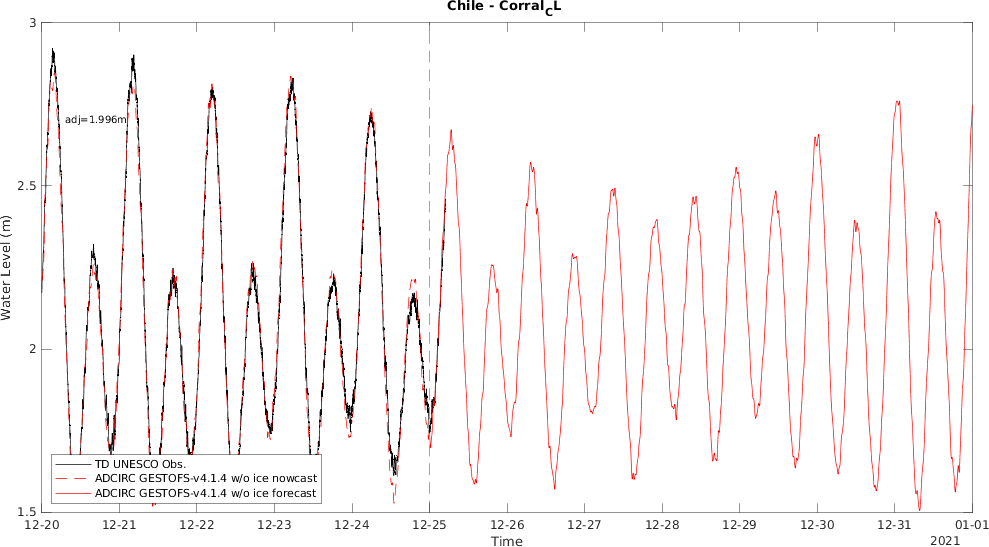 Chile - Corral_CL
3
adj=1.996m
2.5
Water Level (m)
2
TD UNESCO Obs.
ADCIRC GESTOFS-v4.1.4 w/o ice nowcast
ADCIRC GESTOFS-v4.1.4 w/o ice forecast
1.5
12-20 12-21 12-22 12-23 12-24 12-25 12-26 12-27 12-28 12-29 12-30 12-31 01-01
Time
2021